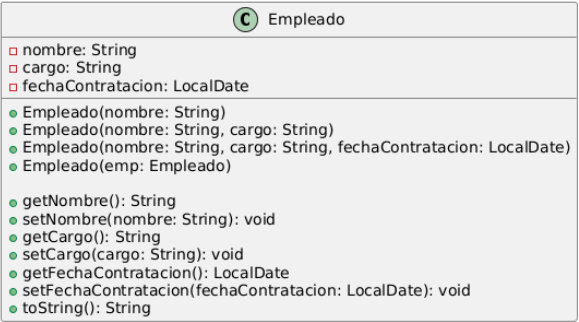 C Empleado
nombre: String
cargo: String
fechaContratacion: LocalDate
Empleado(nombre: String)
Empleado(nombre: String, cargo: String)
Empleado(nombre: String, cargo: String, fechaContratacion: LocalDate)
Empleado(emp: Empleado)
getNombre(): String
setNombre(nombre: String): void
getCargo(): String
setCargo(cargo: String): void
getFechaContratacion(): LocalDate
setFechaContratacion(fechaContratacion: LocalDate): void
toString(): String